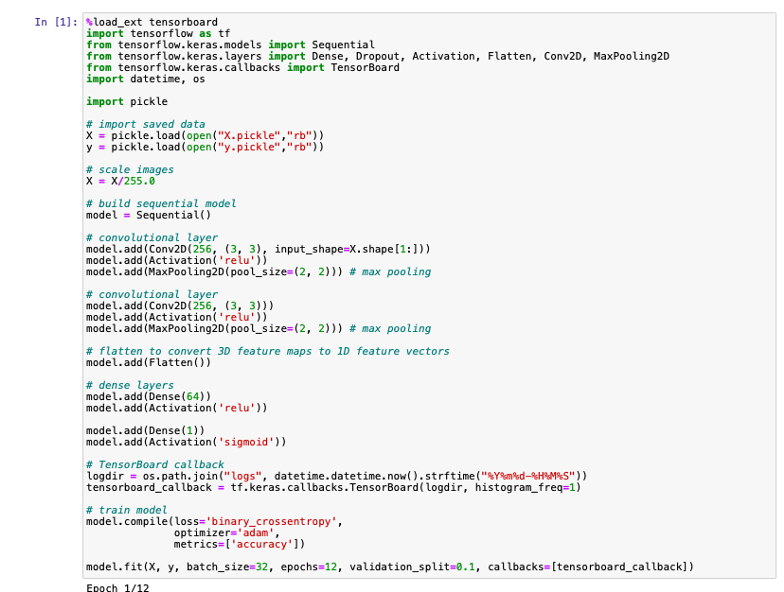 In [1]: %load_ext tensorboard
import tensorflow as tf
from tensorflow.keras.models import Sequential
from tensorflow.keras.layers import Dense, Dropout, Activation, Flatten, Conv2D, MaxPooling2D
from tensorflow.keras.callbacks import TensorBoard
import datetime, os
import pickle
# import saved data
X = pickle.load(open("X.pickle","rb"))
y = pickle.load(open("y.pickle","rb"))
# scale images
X = X/255.0
# build sequential model
model = Sequential()
# convolutional layer
model.add(Conv2D(256, (3, 3), input_shape=X.shape[1:]))
model.add(Activation('relu'))
model.add(MaxPooling2D(pool_size=(2, 2))) # max pooling
# convolutional layer
model.add(Conv2D(256, (3, 3)))
model.add(Activation('relu'))
model.add(MaxPooling2D(pool_size=(2, 2))) # max pooling
# flatten to convert 3D feature maps to 1D feature vectors
model.add(Flatten())
# dense layers
model.add(Dense(64))
model.add(Activation('relu'))
model.add(Dense(1))
model.add(Activation('sigmoid'))
# TensorBoard callback
logdir = os.path.join("logs", datetime.datetime.now().strftime("%Y%m%d-%H%M%S"))
tensorboard_callback = tf.keras.callbacks.TensorBoard(logdir, histogram_freq=1)
# train model
model.compile(loss='binary_crossentropy',
optimizer='adam',
metrics=['accuracy'])
model.fit(X, y, batch_size=32, epochs=12, validation_split=0.1, callbacks=[tensorboard_callback])
Epoch 1/12